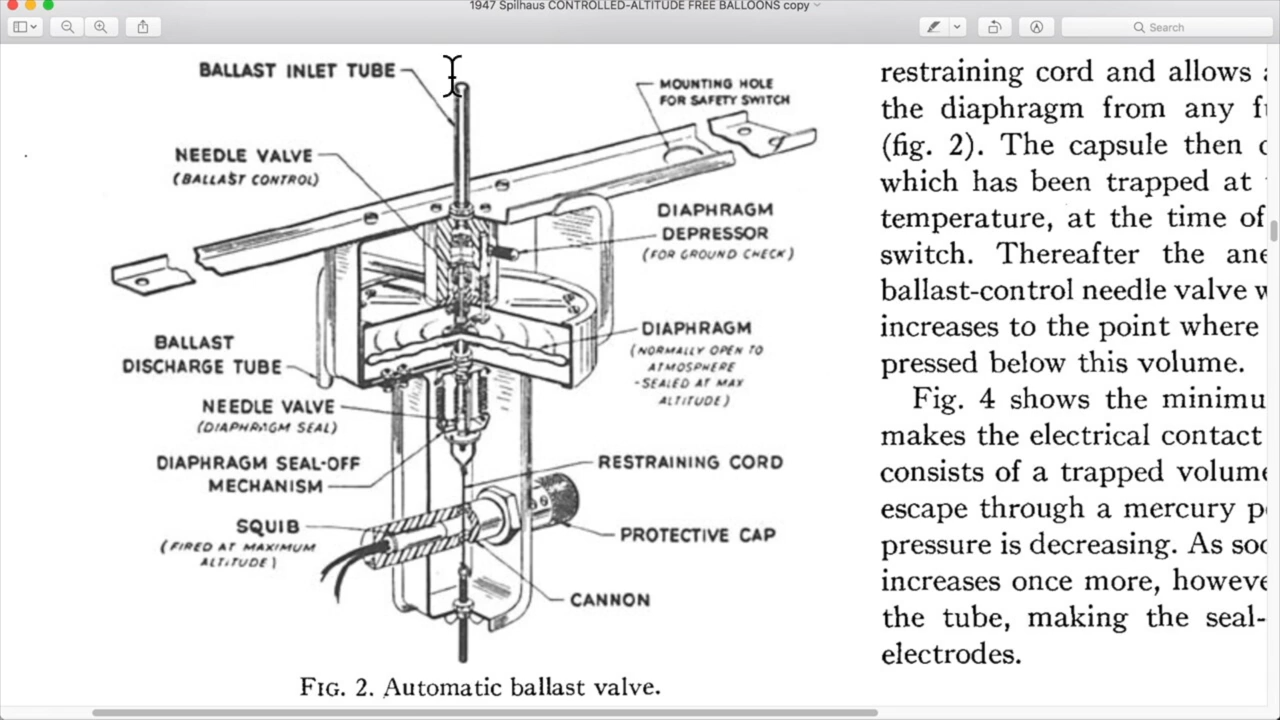 1947 Spilhaus CONTROLLED-ALTITUDE FREE BALLOONS copy
Search
BALLAST INLET TUBE
MOUNTING HOLE
FOR SAFETY SWITCH
NEEDLE VALVE
(BALLAST CONTROL)
DIAPHRAGM
DEPRESSOR
(FOR GROUND CHECK)
BALLAST
DISCHARGE TUBE
DIAPHRAGM
(NORMALLY OPEN TO
ATMOSPHERE
-SEALED AT MAX
ALTITUDE)
NEEDLE VALVE
(DIAPHRAGM SEAL)
DIAPHRAGM SEAL-OFF
MECHANISM
RESTRAINING CORD
SQUIB
(FIRED AT MAXIMUM
ALTITUDE)
PROTECTIVE CAP
CANNON
FIG. 2. Automatic ballast valve.
restraining cord and allows
the diaphragm from any
(fig. 2). The capsule then
which has been trapped at
temperature, at the time of
switch. Thereafter the
ballast-control needle valve
increases to the point where
pressed below this volume.
Fig. 4 shows the
makes the electrical contact
consists of a trapped
escape through a mercury
pressure is decreasing. As
increases once more,
the tube, making the seal-
electrodes.